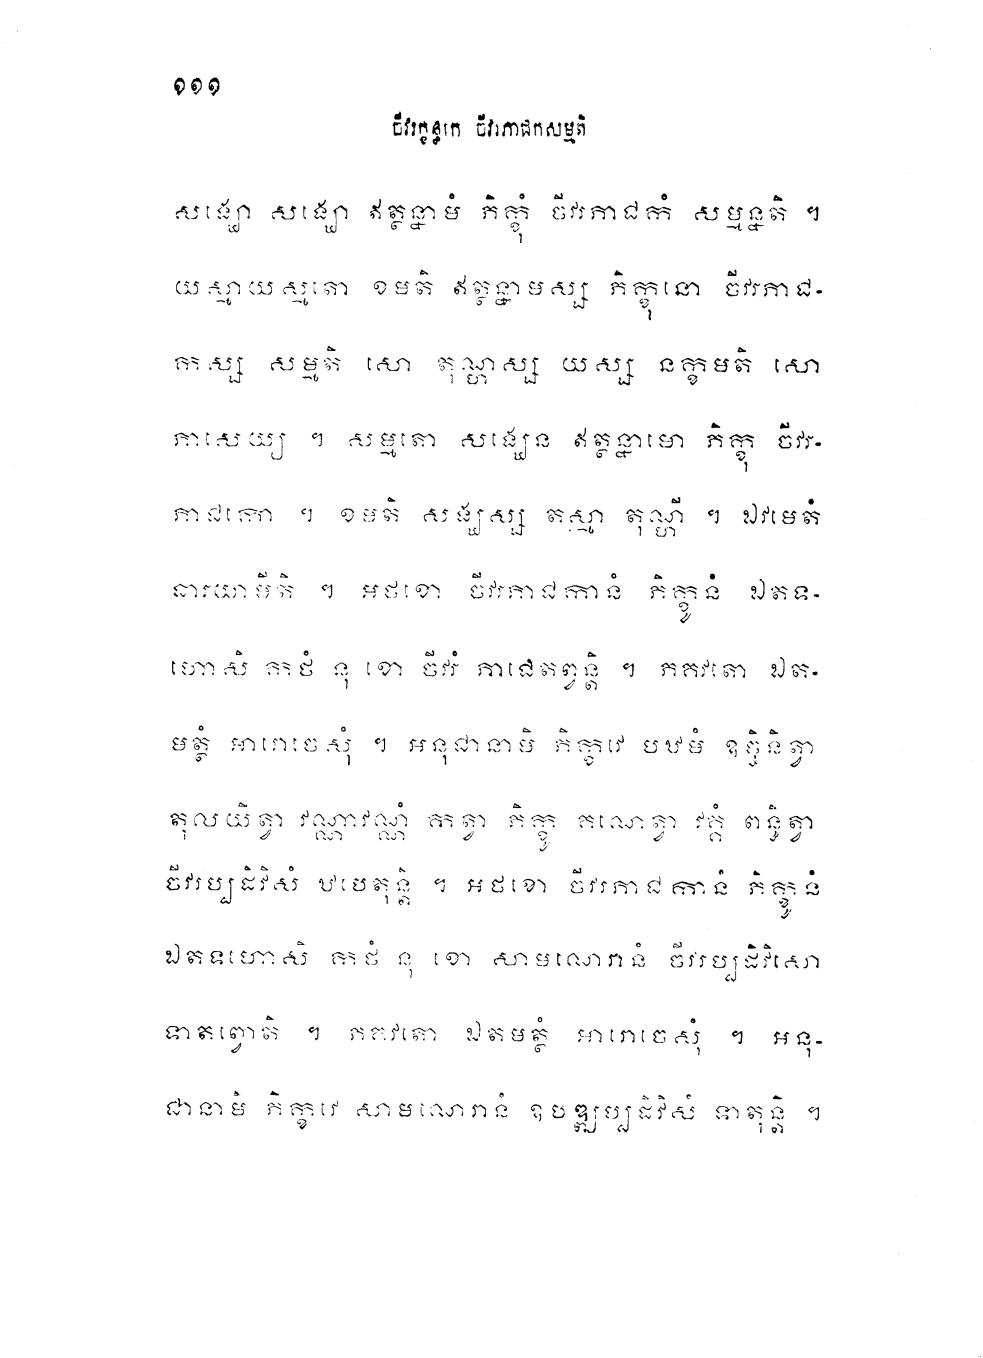 ១១១
ចីវរក្ខន្ធកេ ចីវរភាជកសម្មតិ
សង្ឃោ សង្ឃោ ឥត្ថន្នាមំ ភិក្ខុំ ចីវរភាជកំ សម្មន្នតិ ។
យស្សាយស្មតោ ខមតិ ឥត្ថន្នាមស្ស ភិក្ខុនោ ចីវរភាជ-
កស្ស សម្មតិ សោ តុណ្ហស្ស យស្ស នក្ខមតិ សោ
ភាសេយ្យ ។ សម្មតោ សង្ឃេន ឥត្ថន្នាមោ ភិក្ខុ ចីវរ-
ភាជកោ ។ ខមតិ សង្ឃស្ស តស្មា តុណ្ហី ។ ឯវមេតំ
ធារយាមីតិ ។ អថខោ ចីវរភាជកានំ ភិក្ខូនំ ឯតទ-
ហោសិ កថំ នុ ខោ ចីវរំ ភាជេតព្វន្តិ ។ ភគវតោ ឯត-
មត្ថំ អារោចេសុំ ។ អនុជានាមិ ភិក្ខវេ បឋមំ ឧច្ចិនិត្វា
តុលយិត្វា វណ្ណាវណ្ណំ កត្វា ភិក្ខូ គណេត្វា វគ្គំ ពន្ធិត្វា
ចីវរប្បដិវិសំ ឋបេតុន្តិ ។ អថខោ ចីវរភាជកានំ ភិក្ខូនំ
ឯតទហោសិ កថំ នុ ខោ សាមណេរានំ ចីវរប្បដិវិសោ
ទាតព្វោតិ ។ ភគវតោ ឯតមត្ថំ អារោចេសុំ ។ អនុ-
ជានាមិ ភិក្ខវេ សាមណេរានំ ឧបឌ្ឍប្បដិវិសំ ទាតុន្តិ ។